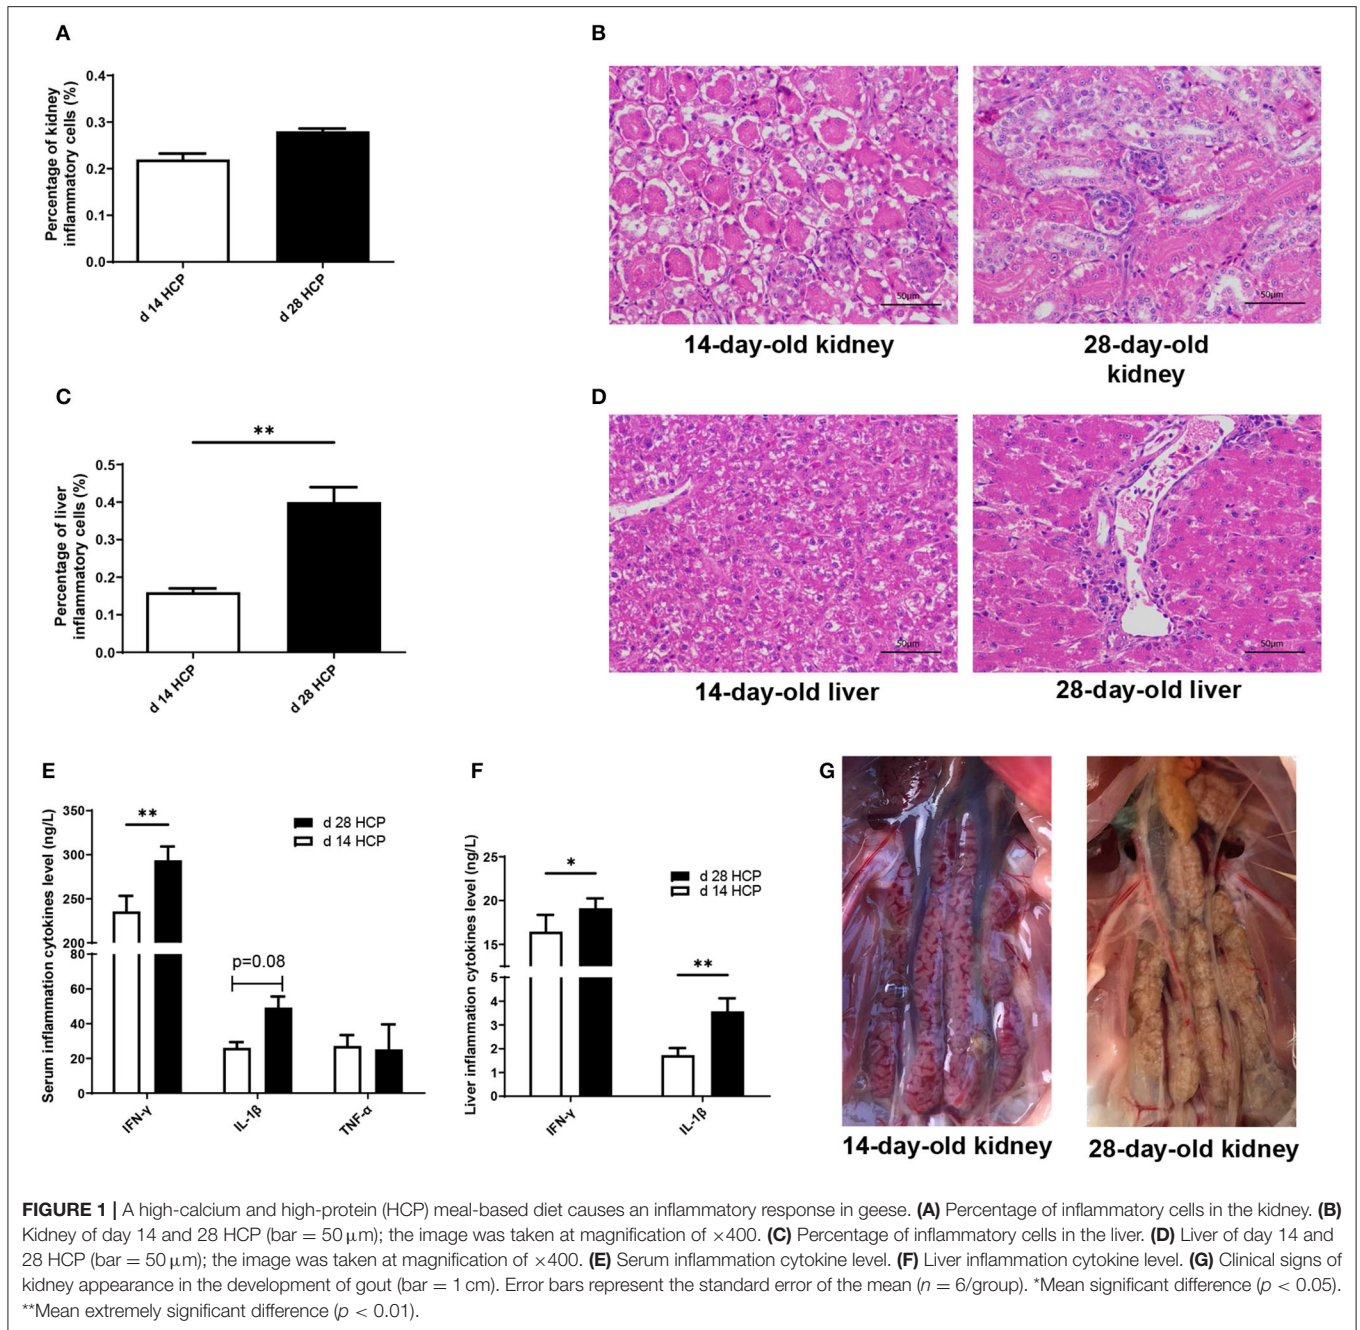 A
Percentage of kidney
inflammatory cells (%)
0.4
0.3
0.2
0.1
0.0
d 14 HCP
d 28 HCP
B
50μm
50μm
14-day-old kidney
28-day-old
kidney
C
**
Percentage of liver
inflammatory cells (%)
0.5
0.4
0.3
0.2
0.1
0.0
d 14 HCP
d 28 HCP
D
50μm
50μm
14-day-old liver
28-day-old liver
E
Serum inflammation cytokines level (ng/L)
350
300
250
200
80
60
40
20
0
**
p=0.08
d 28 HCP
d 14 HCP
IFN-γ
IL-1β
TNF-α
F
Liver inflammation cytokines level (ng/L)
25
20
15
10
5
4
3
2
1
0
*
**
d 28 HCP
d 14 HCP
IFN-γ
IL-1β
G
14-day-old kidney
28-day-old kidney
FIGURE 1 | A high-calcium and high-protein (HCP) meal-based diet causes an inflammatory response in geese. (A) Percentage of inflammatory cells in the kidney. (B)
Kidney of day 14 and 28 HCP (bar = 50 μm); the image was taken at magnification of ×400. (C) Percentage of inflammatory cells in the liver. (D) Liver of day 14 and
28 HCP (bar = 50 μm); the image was taken at magnification of ×400. (E) Serum inflammation cytokine level. (F) Liver inflammation cytokine level. (G) Clinical signs of
kidney appearance in the development of gout (bar = 1 cm). Error bars represent the standard error of the mean (n = 6/group). *Mean significant difference (p < 0.05).
**Mean extremely significant difference (p < 0.01).